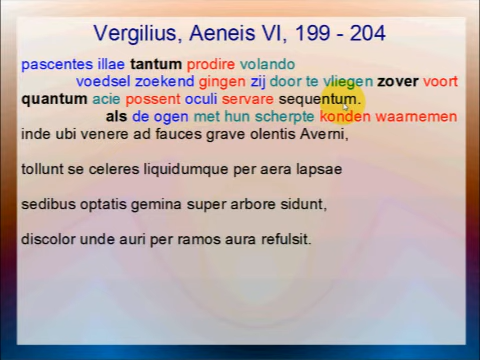 Vergilius, Aeneis VI, 199 - 204
pascentes illae tantum prodire volando
voedsel zoekend gingen zij door te vliegen zover voort
quantum acie possent oculi servare sequentum.
als de ogen met hun scherpte konden waarnemen
inde ubi venere ad fauces grave olentis Averni,
tollunt se celeres liquidumque per aera lapsae
sedibus optatis gemina super arbore sidunt,
discolor unde auri per ramos aura refulsit.